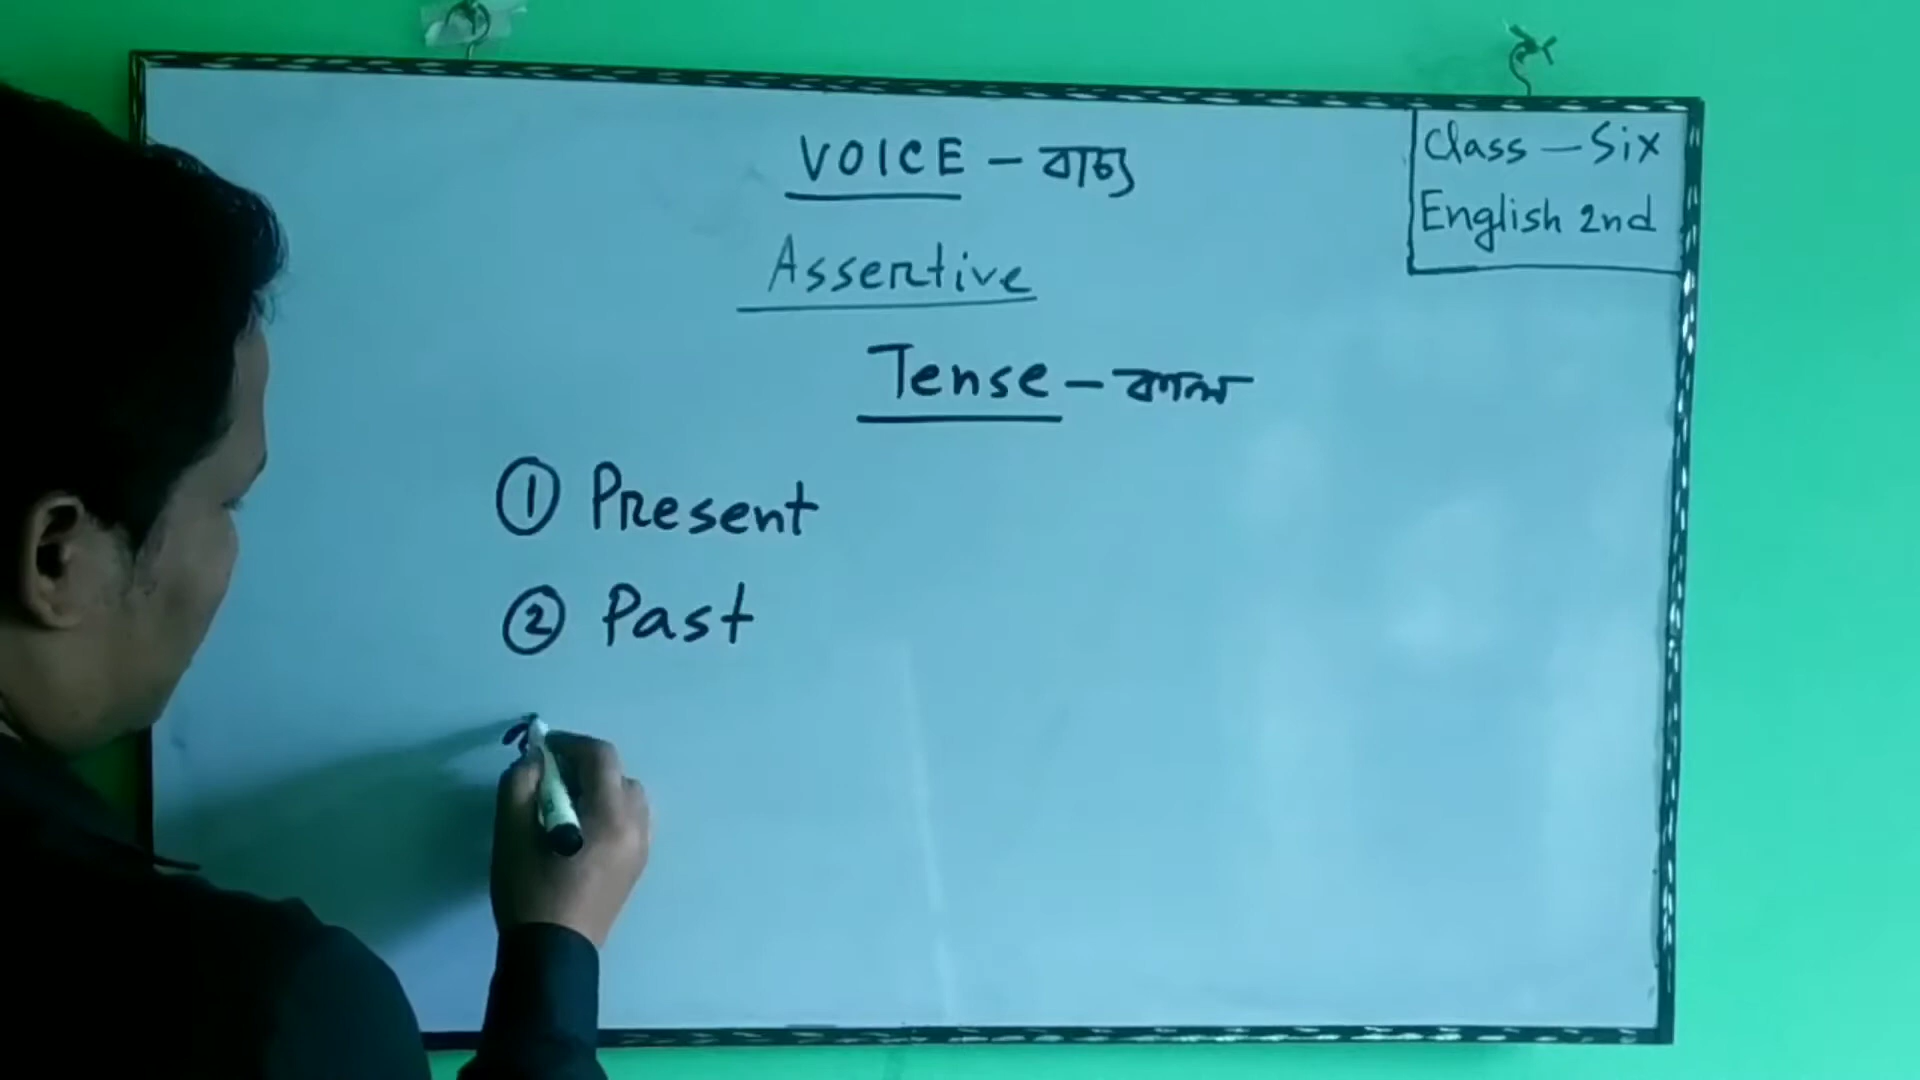 VOICE – বাচ্য
Class – Six
English 2nd
Assertive
Tense – কাল
① Present
② Past